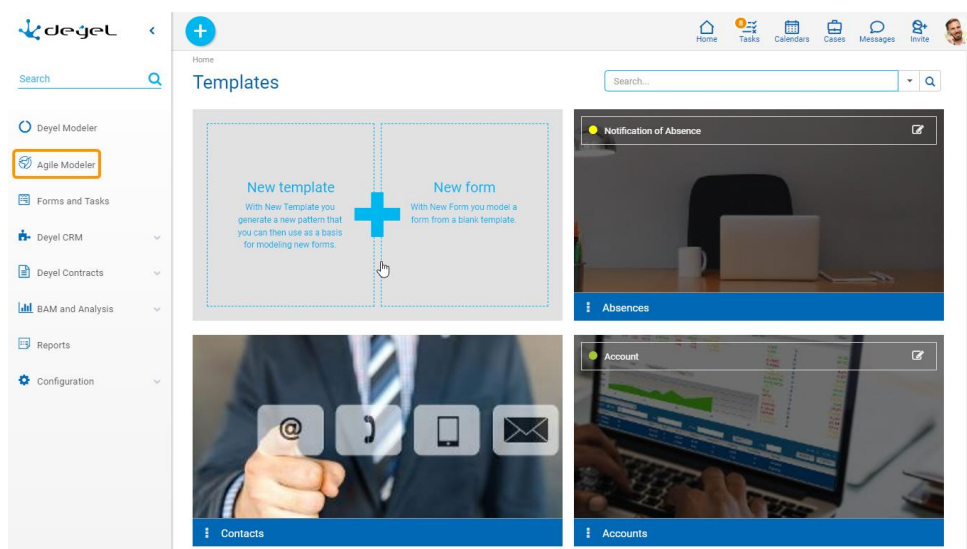 deyel
Search
Deyel Modeler
Agile Modeler
Forms and Tasks
Deyel CRM
Deyel Contracts
BAM and Analysis
Reports
Configuration
Home
Tasks
Calendars
Cases
Messages
Invite
Home
Templates
Search...
New template
With New Template you
generate a new pattern that
you can then use as a basis
for modeling new forms.
New form
With New Form you model a
form from a blank template.
Notification of Absence
Absences
@
Contacts
Account
Accounts